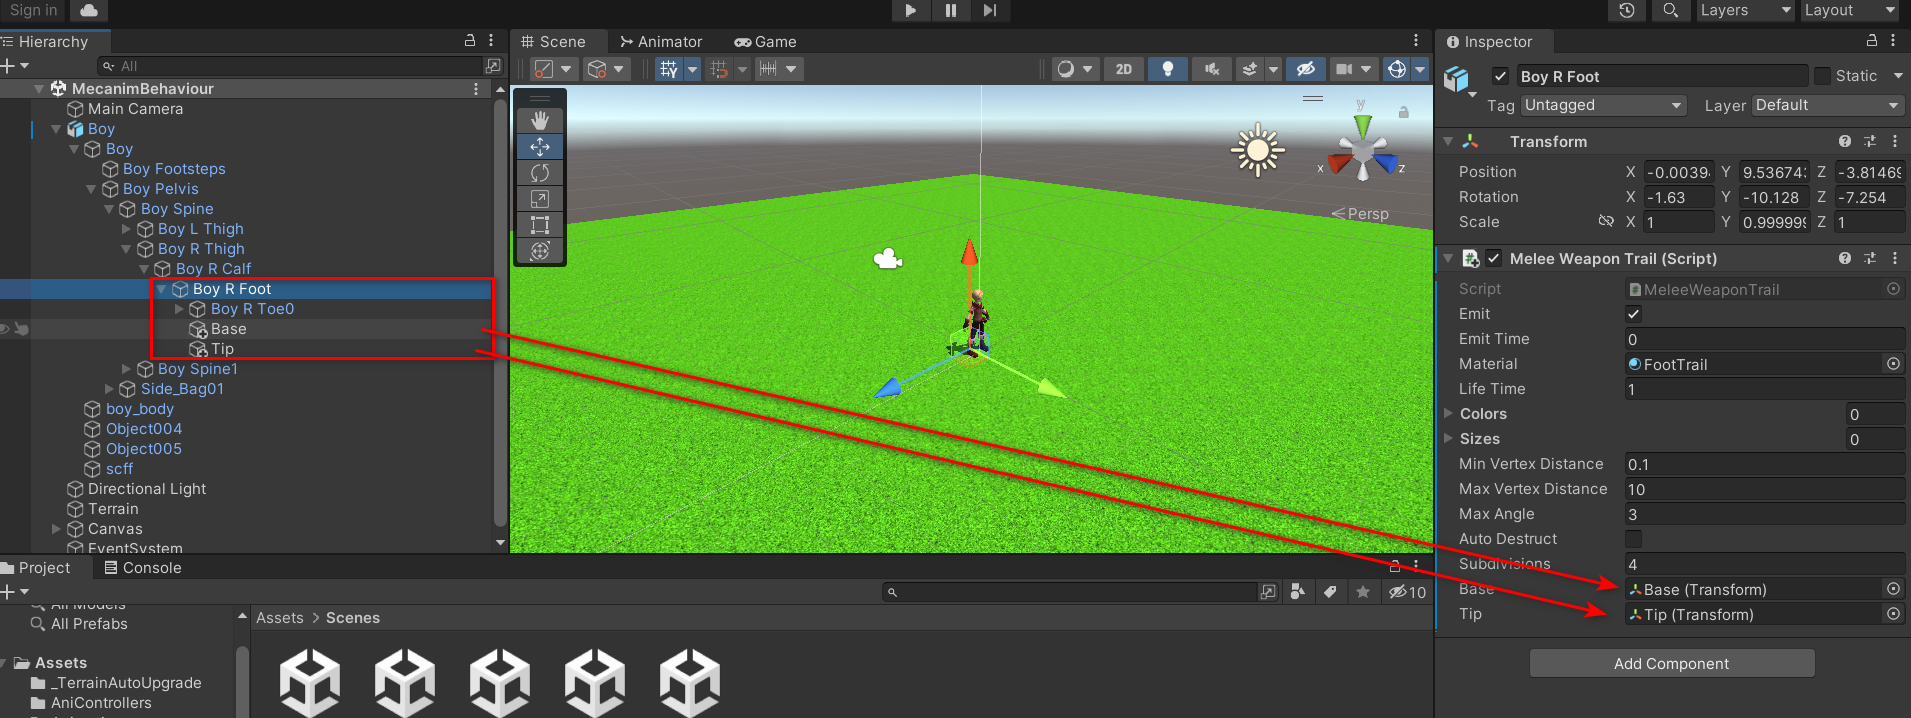 Sign in
Layers
Layout
Hierarchy
All
MecanimBehaviour
Main Camera
Boy
Boy
Boy Footsteps
Boy Pelvis
Boy Spine
Boy L Thigh
Boy R Thigh
Boy R Calf
Boy R Foot
Boy R Toe0
Base
Tip
Boy Spine1
Side_Bag01
boy_body
Object004
Object005
scff
Directional Light
Terrain
Canvas
EventSystem
Scene
Animator
Game
2D
y
x
z
Persp
Inspector
Boy R Foot
Static
Tag Untagged Layer Default
Transform
Position X -0.0039 Y 9.536743 Z -3.81469
Rotation X -1.63 Y -10.128 Z -7.254
Scale X 1 Y 0.999999 Z 1
Melee Weapon Trail (Script)
Script MeleeWeaponTrail
Emit
Emit Time 0
Material FootTrail
Life Time 1
Colors 0
Sizes 0
Min Vertex Distance 0.1
Max Vertex Distance 10
Max Angle 3
Auto Destruct
Subdivisions 4
Base Base (Transform)
Tip Tip (Transform)
Add Component
Project
Console
10
All Models
All Prefabs
Assets
_TerrainAutoUpgrade
AniControllers
Assets > Scenes